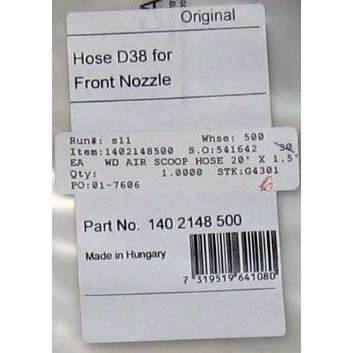 Original
Hose D38 for
Front Nozzle
Run#: s11 Whse: 500
Item:1402148500 S.O:541642 30
EA WD AIR SCOOP HOSE 20' X 1.5"
Qty: 1.0000 STK:G4301
PO:01-7606
Part No. 140 2148 500
Made in Hungary
7 319519 641080